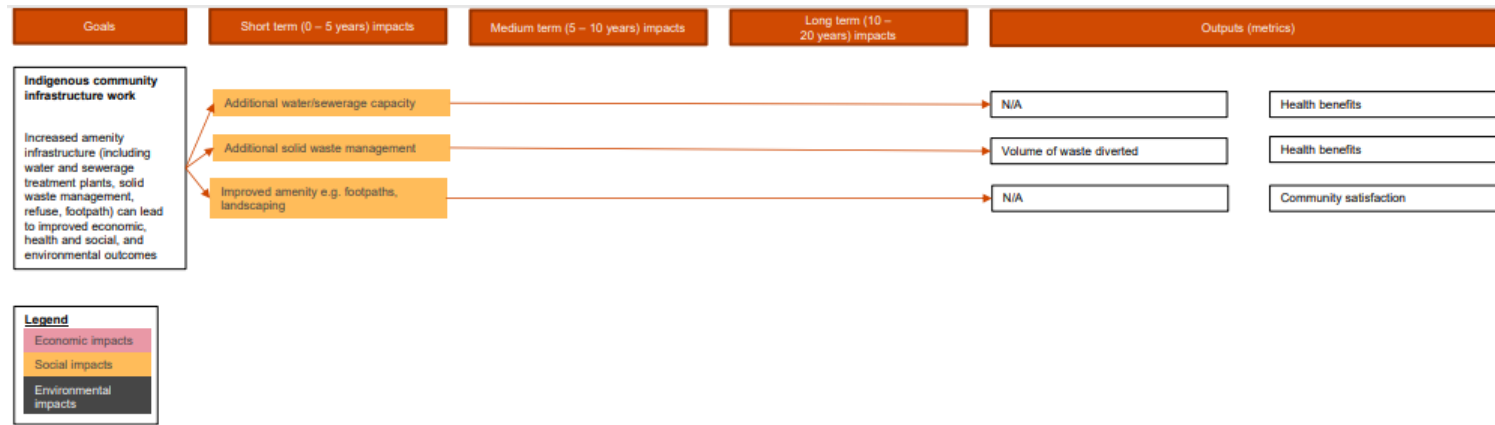 Goals
Short term (0 – 5 years) impacts
Medium term (5 – 10 years) impacts
Long term (10 –
20 years) impacts
Outputs (metrics)
Indigenous community
infrastructure work
Increased amenity
infrastructure (including
water and sewerage
treatment plants, solid
waste management,
refuse, footpath) can lead
to improved economic,
health and social, and
environmental outcomes
Additional water/sewerage capacity
N/A
Health benefits
Additional solid waste management
Volume of waste diverted
Health benefits
Improved amenity e.g. footpaths,
landscaping
N/A
Community satisfaction
Legend
Economic impacts
Social impacts
Environmental
impacts